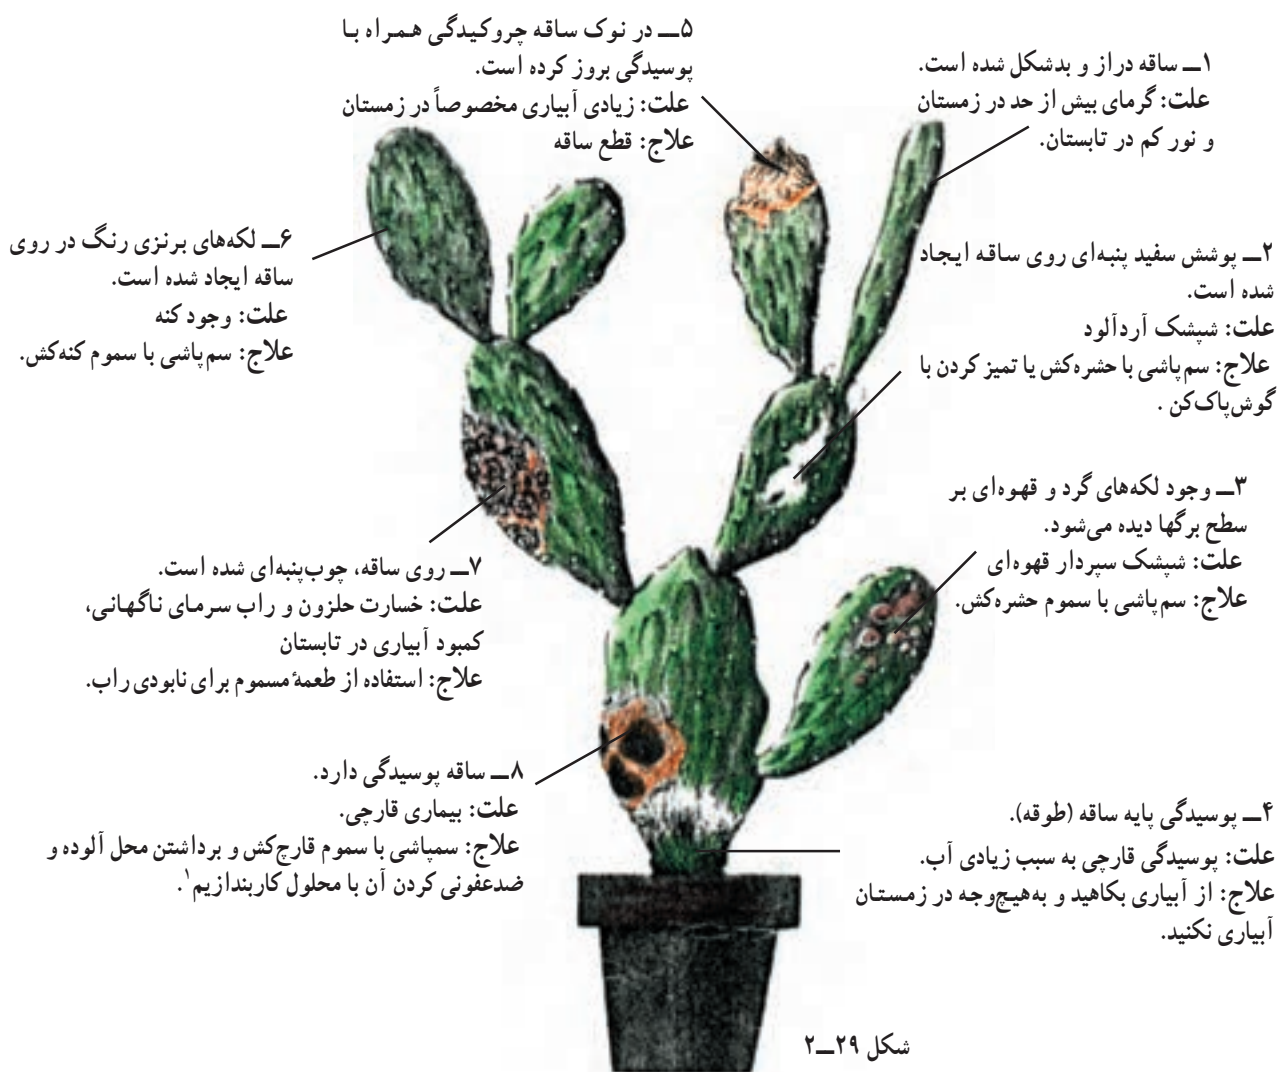 ۱ــ ساقه دراز و بدشکل شده است.
علت: گرمای بیش از حد در زمستان
و نور کم در تابستان.
۲ــ پوشش سفید پنبه‌ای روی ساقه ایجاد
شده است.
علت: شپشک آردآلود
علاج: سم‌پاشی با حشره‌کش یا تمیز کردن با
گوش‌پاک‌کن .
۳ــ وجود لکه‌های گرد و قهوه‌ای بر
سطح برگها دیده می‌شود.
علت: شپشک سپردار قهوه‌ای
علاج: سم‌پاشی با سموم حشره‌کش.
۴ــ پوسیدگی پایه ساقه (طوقه).
علت: پوسیدگی قارچی به سبب زیادی آب.
علاج: از آبیاری بکاهید و به‌هیچ‌وجه در زمستان
آبیاری نکنید.
۵ــ در نوک ساقه چروکیدگی همراه با
پوسیدگی بروز کرده است.
علت: زیادی آبیاری مخصوصاً در زمستان
علاج: قطع ساقه
۶ــ لکه‌های برنزی رنگ در روی
ساقه ایجاد شده است.
علت: وجود کنه
علاج: سم‌پاشی با سموم کنه‌کش.
۷ــ روی ساقه، چوب‌پنبه‌ای شده است.
علت: خسارت حلزون و راب سرمای ناگهانی،
کمبود آبیاری در تابستان
علاج: استفاده از طعمهٔ مسموم برای نابودی راب.
۸ــ ساقه پوسیدگی دارد.
علت: بیماری قارچی.
علاج: سمپاشی با سموم قارچ‌کش و برداشتن محل آلوده و
ضدعفونی کردن آن با محلول کاربندازیم۱.
شکل ۲۹ــ۲